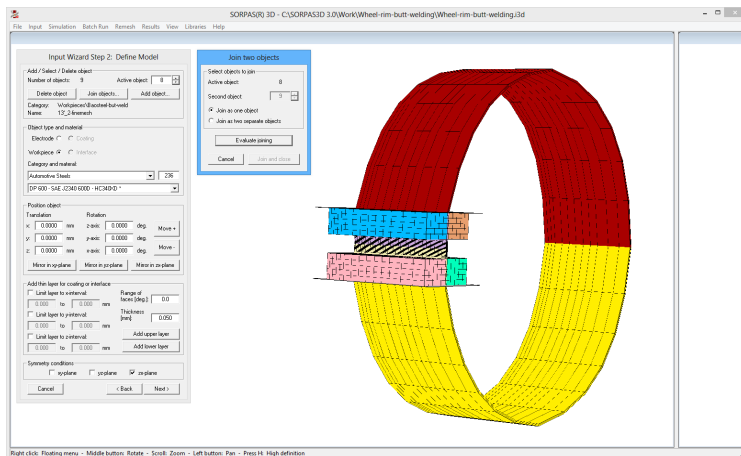 SORPAS(R) 3D - C:\SORPAS3D 3.0\Work\Wheel-rim-butt-welding\Wheel-rim-butt-welding.i3d
File Input Simulation Batch Run Remesh Results View Libraries Help
Input Wizard Step 2: Define Model
Add / Select / Delete object
Number of objects: 9 Active object: 8
Delete object Join objects... Add object...
Category: Workpieces\Blaosteel-but-weld
Name: 13'_2-finemesh
Object type and material
Electrode Coating
Workpiece Interface
Category and material
Automotive Steels 236
DP 600 - SAE J2340 600D - HC340XD *
Position object
Translation Rotation
x: 0.0000 mm z-axis: 0.0000 deg. Move +
y: 0.0000 mm y-axis: 0.0000 deg.
z: 0.0000 mm x-axis: 0.0000 deg. Move -
Mirror in xy-plane Mirror in yz-plane Mirror in zx-plane
Add thin layer for coating or interface
Limit layer to x-interval: Range of faces [deg.]: 0.0
0.000 to 0.000 mm
Limit layer to y-interval: Thickness [mm]: 0.050
0.000 to 0.000 mm Add upper layer
Limit layer to z-interval:
0.000 to 0.000 mm Add lower layer
Symmetry conditions
xy-plane yz-plane zx-plane
Cancel < Back Next >
Join two objects
Select objects to join
Active object: 8
Second object: 9
Join as one object
Join as two separate objects
Evaluate joining
Cancel Join and close
Right click: Floating menu - Middle button: Rotate - Scroll: Zoom - Left button: Pan - Press H: High definition